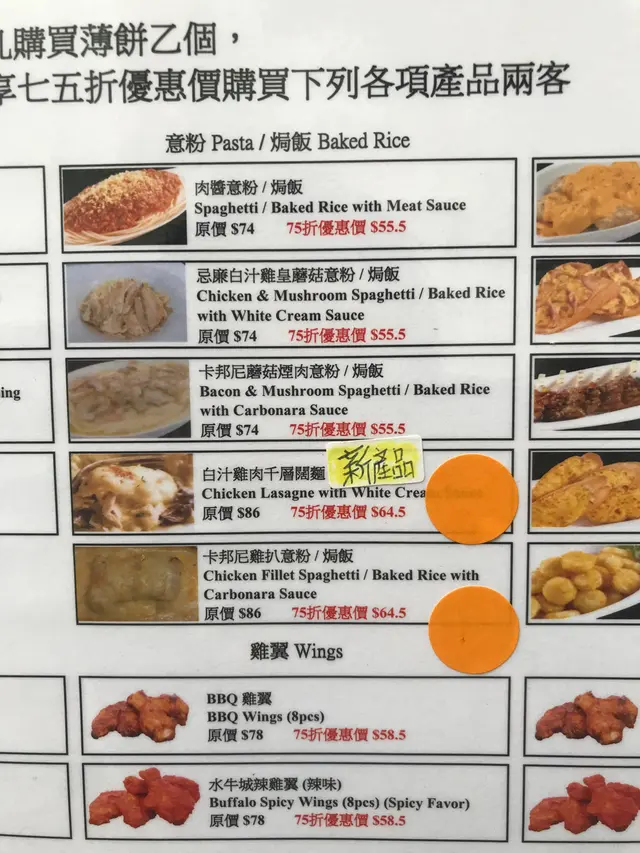 購買薄餅乙個，
享七五折優惠價購買下列各項產品兩客
意粉 Pasta / 焗飯 Baked Rice
肉醬意粉 / 焗飯
Spaghetti / Baked Rice with Meat Sauce
原價 $74 75折優惠價 $55.5
忌廉白汁雞皇蘑菇意粉 / 焗飯
Chicken & Mushroom Spaghetti / Baked Rice
with White Cream Sauce
原價 $74 75折優惠價 $55.5
卡邦尼蘑菇煙肉意粉 / 焗飯
Bacon & Mushroom Spaghetti / Baked Rice
with Carbonara Sauce
原價 $74 75折優惠價 $55.5
ing
白汁雞肉千層闊麵 新產品
Chicken Lasagne with White Crea
原價 $86 75折優惠價 $64.5
卡邦尼雞扒意粉 / 焗飯
Chicken Fillet Spaghetti / Baked Rice with
Carbonara Sauce
原價 $86 75折優惠價 $64.5
雞翼 Wings
BBQ 雞翼
BBQ Wings (8pcs)
原價 $78 75折優惠價 $58.5
水牛城辣雞翼 (辣味)
Buffalo Spicy Wings (8pcs) (Spicy Favor)
原價 $78 75折優惠價 $58.5